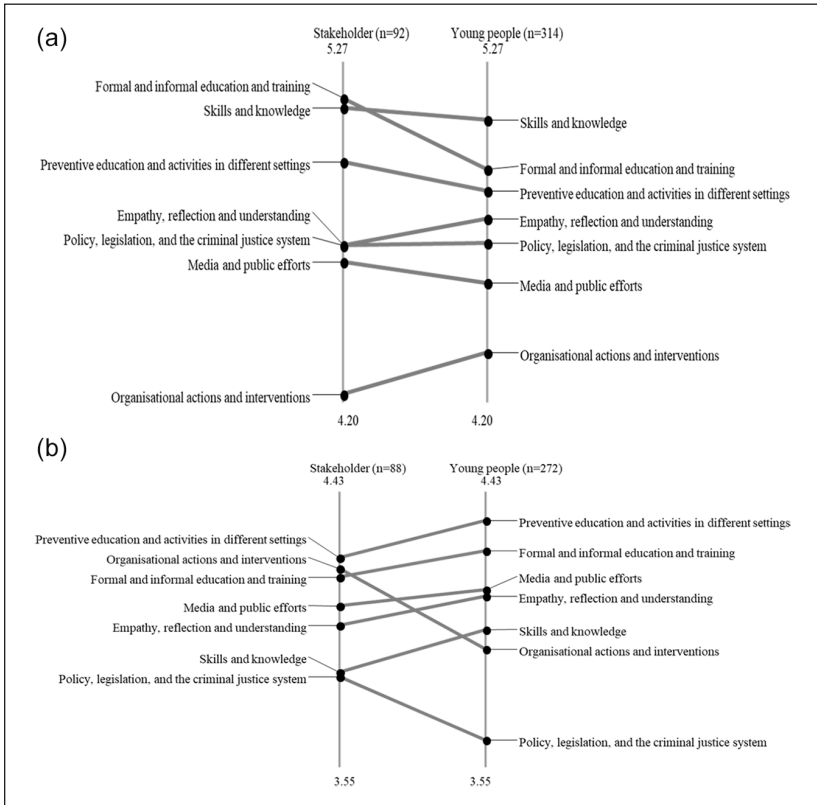 (a)
Stakeholder (n=92) Young people (n=314)
5.27 5.27
Formal and informal education and training
Skills and knowledge
Skills and knowledge
Preventive education and activities in different settings
Formal and informal education and training
Preventive education and activities in different settings
Empathy, reflection and understanding
Empathy, reflection and understanding
Policy, legislation, and the criminal justice system
Policy, legislation, and the criminal justice system
Media and public efforts
Media and public efforts
Organisational actions and interventions
Organisational actions and interventions
4.20 4.20
(b)
Stakeholder (n=88) Young people (n=272)
4.43 4.43
Preventive education and activities in different settings
Preventive education and activities in different settings
Organisational actions and interventions
Formal and informal education and training
Formal and informal education and training
Media and public efforts
Media and public efforts
Empathy, reflection and understanding
Empathy, reflection and understanding
Skills and knowledge
Skills and knowledge
Organisational actions and interventions
Policy, legislation, and the criminal justice system
Policy, legislation, and the criminal justice system
3.55 3.55